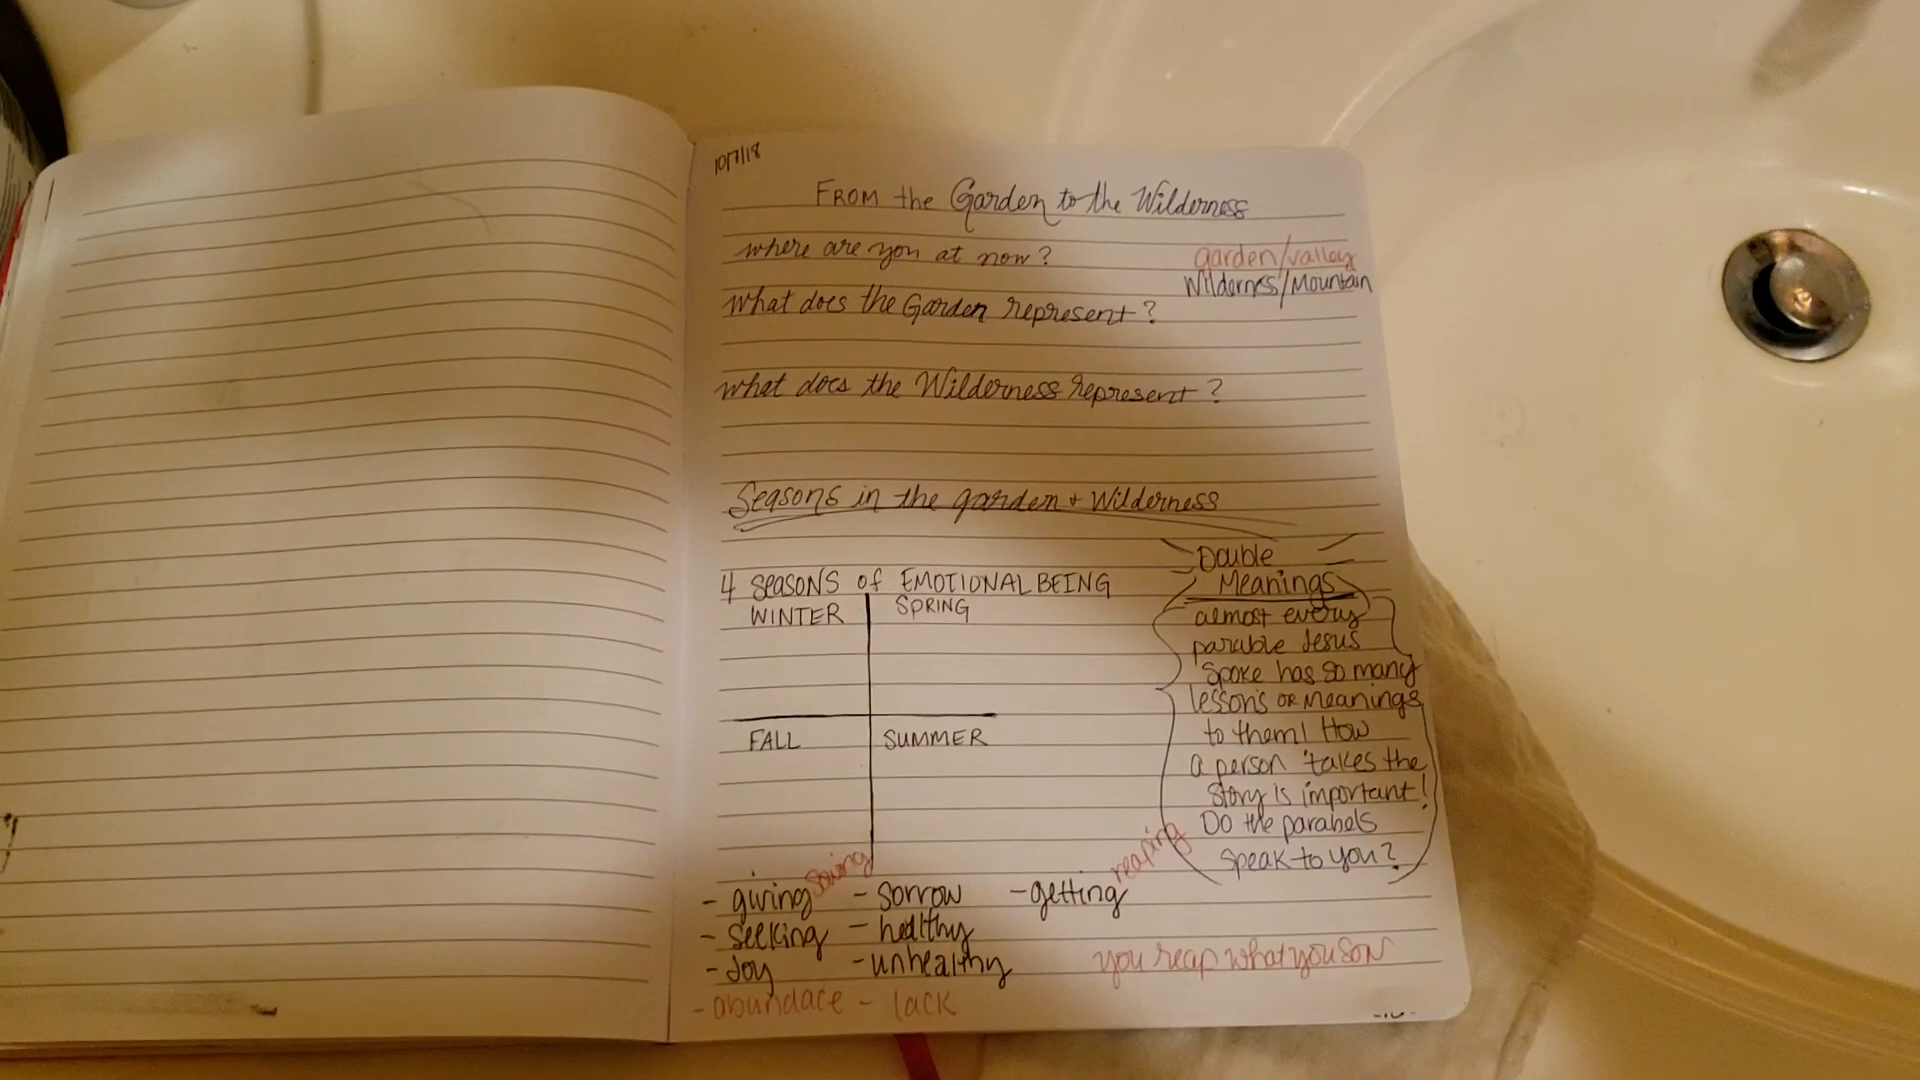 10/7/18
FROM the Garden to the Wilderness
where are you at now?
garden/valley
Wilderness/Mountain
what does the Garden represent?
what does the Wilderness represent?
Seasons in the garden + Wilderness
4 SEASONS of EMOTIONAL BEING
WINTER
SPRING
FALL
SUMMER
Double
Meanings
almost every
parable Jesus
Spoke has so many
lessons or Meanings
to them! How
a person takes the
story is important!
Do the parabels
speak to you?
sowing
reaping
- giving - sorrow - getting
- seeking - healthy
- Joy - unhealthy
you reap what you sow
- abundace - lack